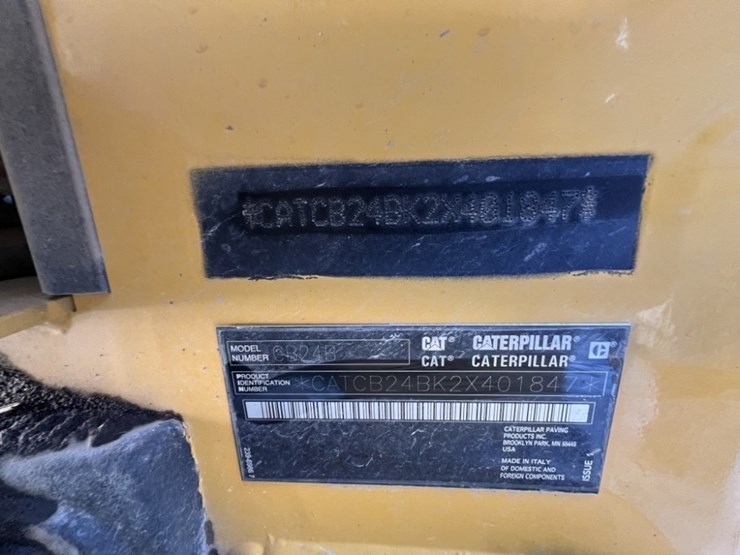 *CATCB24BK2X401847*
MODEL NUMBER CB24B
CAT® CATERPILLAR®
CAT® CATERPILLAR®
PRODUCT IDENTIFICATION NUMBER *CATCB24BK2X401847*
CATERPILLAR PAVING
PRODUCTS INC.
BROOKLYN PARK, MN 55445
USA
MADE IN ITALY
OF DOMESTIC AND
FOREIGN COMPONENTS
ISSUE